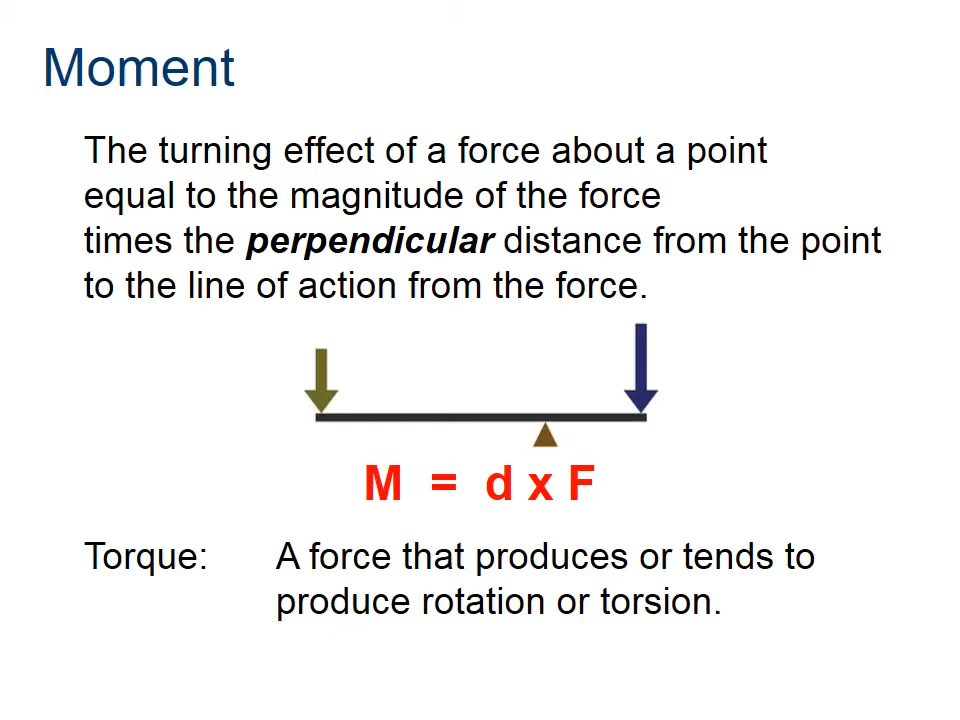 Moment
The turning effect of a force about a point
equal to the magnitude of the force
times the perpendicular distance from the point
to the line of action from the force.
M = d x F
Torque: A force that produces or tends to
produce rotation or torsion.